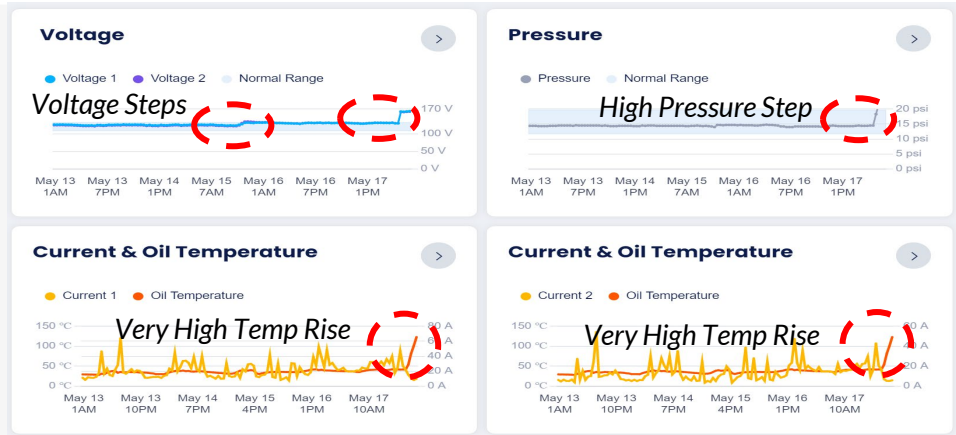 Voltage
>
Voltage 1 Voltage 2 Normal Range
Voltage Steps
170 V
100 V
50 V
0 V
May 13 May 13 May 14 May 15 May 16 May 16 May 17
1AM 7PM 1PM 7AM 1AM 7PM 1PM
Pressure
>
Pressure Normal Range
High Pressure Step
20 psi
15 psi
10 psi
5 psi
0 psi
May 13 May 13 May 14 May 15 May 16 May 16 May 17
1AM 7PM 1PM 7AM 1AM 7PM 1PM
Current & Oil Temperature
>
Current 1 Oil Temperature
Very High Temp Rise
150 °C
100 °C
50 °C
0 °C
40 A
20 A
0 A
May 13 May 13 May 14 May 15 May 16 May 17
1AM 10PM 7PM 4PM 1PM 10AM
Current & Oil Temperature
>
Current 2 Oil Temperature
Very High Temp Rise
150 °C
100 °C
50 °C
0 °C
20 A
0 A
May 13 May 13 May 14 May 15 May 16 May 17
1AM 10PM 7PM 4PM 1PM 10AM